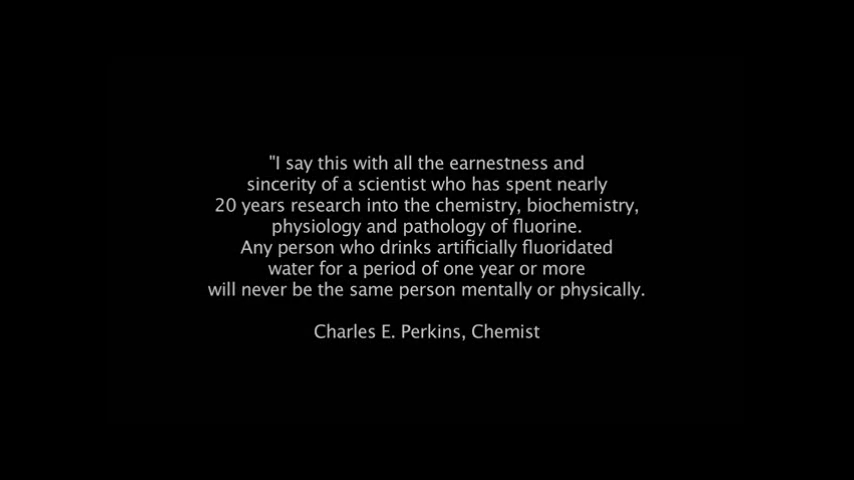 "I say this with all the earnestness and
sincerity of a scientist who has spent nearly
20 years research into the chemistry, biochemistry,
physiology and pathology of fluorine.
Any person who drinks artificially fluoridated
water for a period of one year or more
will never be the same person mentally or physically.
Charles E. Perkins, Chemist